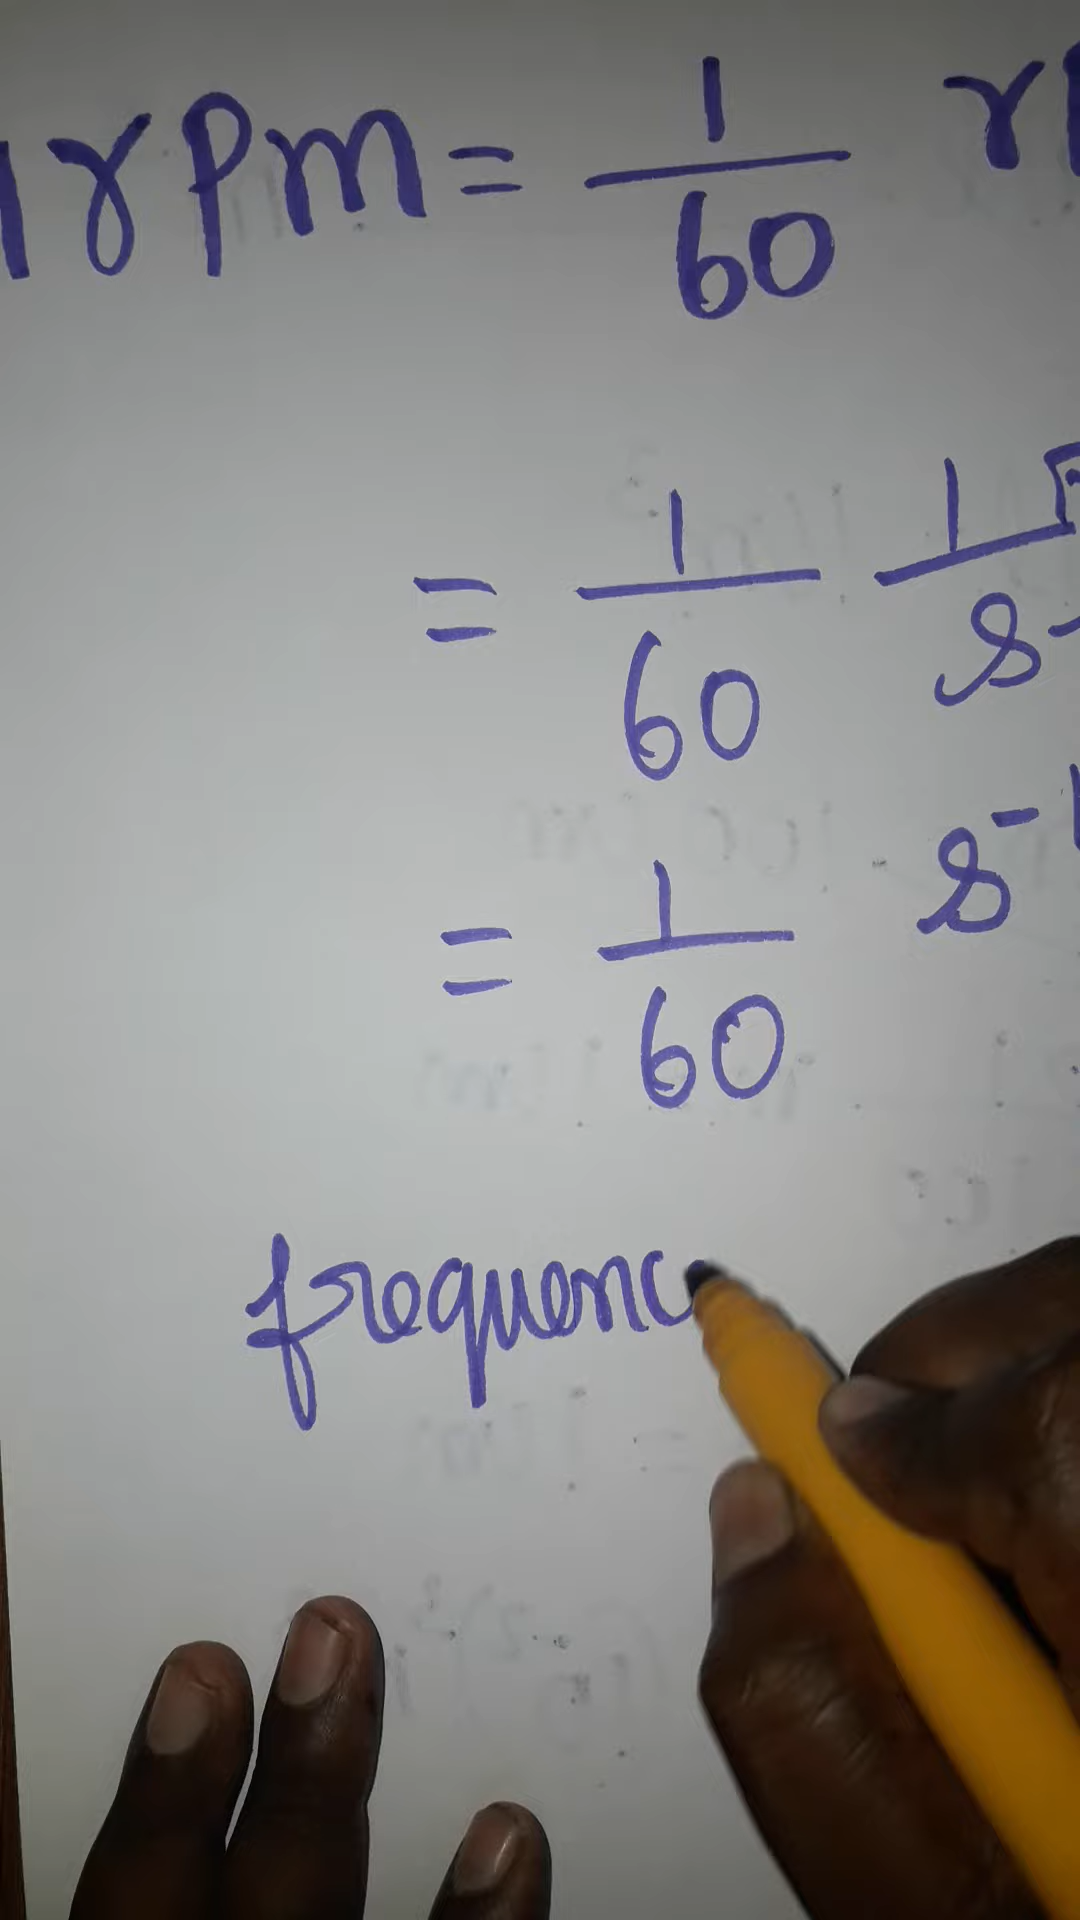 1 rPm = 1/60
= 1/60 1/s
= 1/60 s⁻¹
frequenc